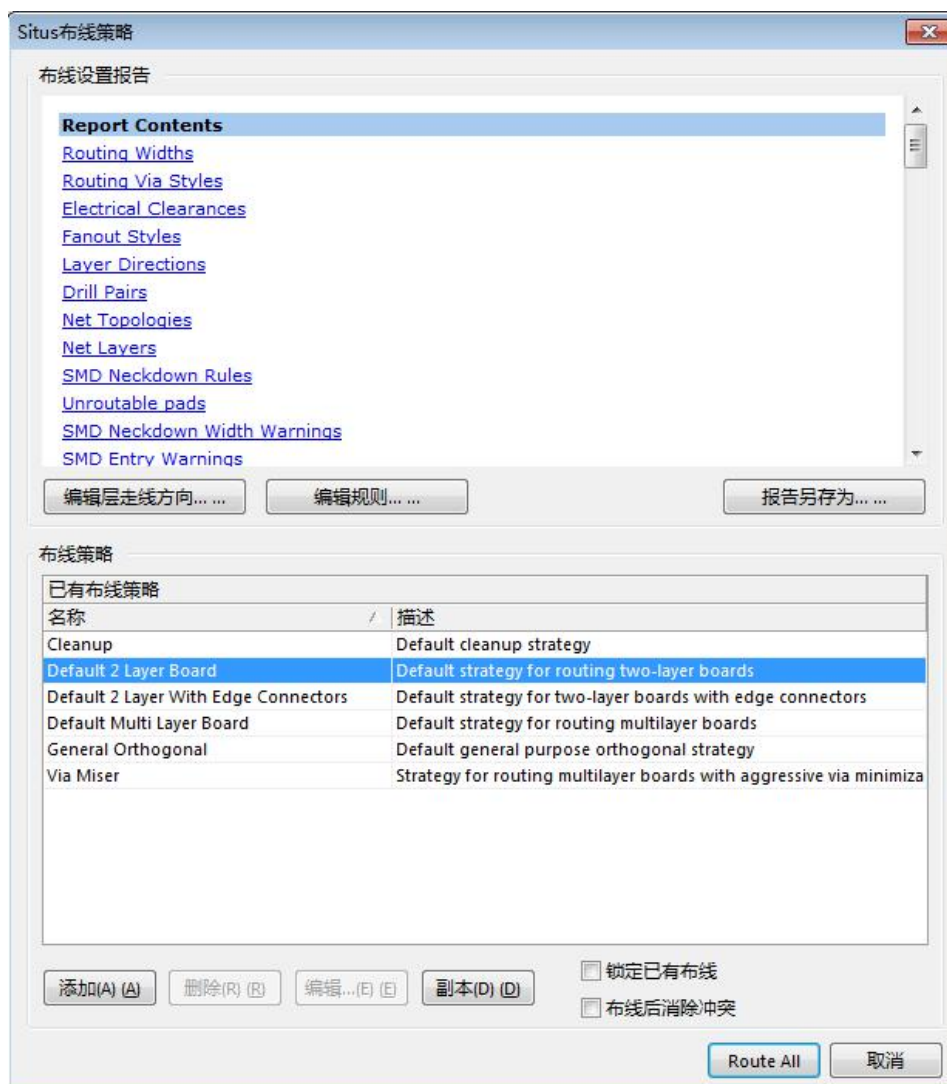 Situs布线策略
布线设置报告
Report Contents
Routing Widths
Routing Via Styles
Electrical Clearances
Fanout Styles
Layer Directions
Drill Pairs
Net Topologies
Net Layers
SMD Neckdown Rules
Unroutable pads
SMD Neckdown Width Warnings
SMD Entry Warnings
编辑层走线方向... ... 编辑规则... ... 报告另存为... ...
布线策略
已有布线策略
名称 描述
Cleanup Default cleanup strategy
Default 2 Layer Board Default strategy for routing two-layer boards
Default 2 Layer With Edge Connectors Default strategy for two-layer boards with edge connectors
Default Multi Layer Board Default strategy for routing multilayer boards
General Orthogonal Default general purpose orthogonal strategy
Via Miser Strategy for routing multilayer boards with aggressive via minimiza
添加(A) (A) 删除(R) (R) 编辑...(E) (E) 副本(D) (D) 锁定已有布线
布线后消除冲突
Route All 取消